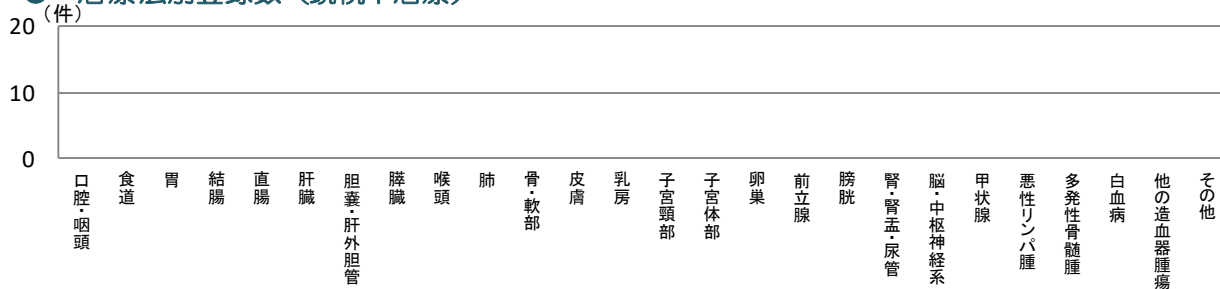 (件)
20
10
0
口腔・咽頭
食道
胃
結腸
直腸
肝臓
胆嚢・肝外胆管
膵臓
喉頭
肺
骨・軟部
皮膚
乳房
子宮頸部
子宮体部
卵巣
前立腺
膀胱
腎・腎盂・尿管
脳・中枢神経系
甲状腺
悪性リンパ腫
多発性骨髄腫
白血病
他の造血器腫瘍
その他